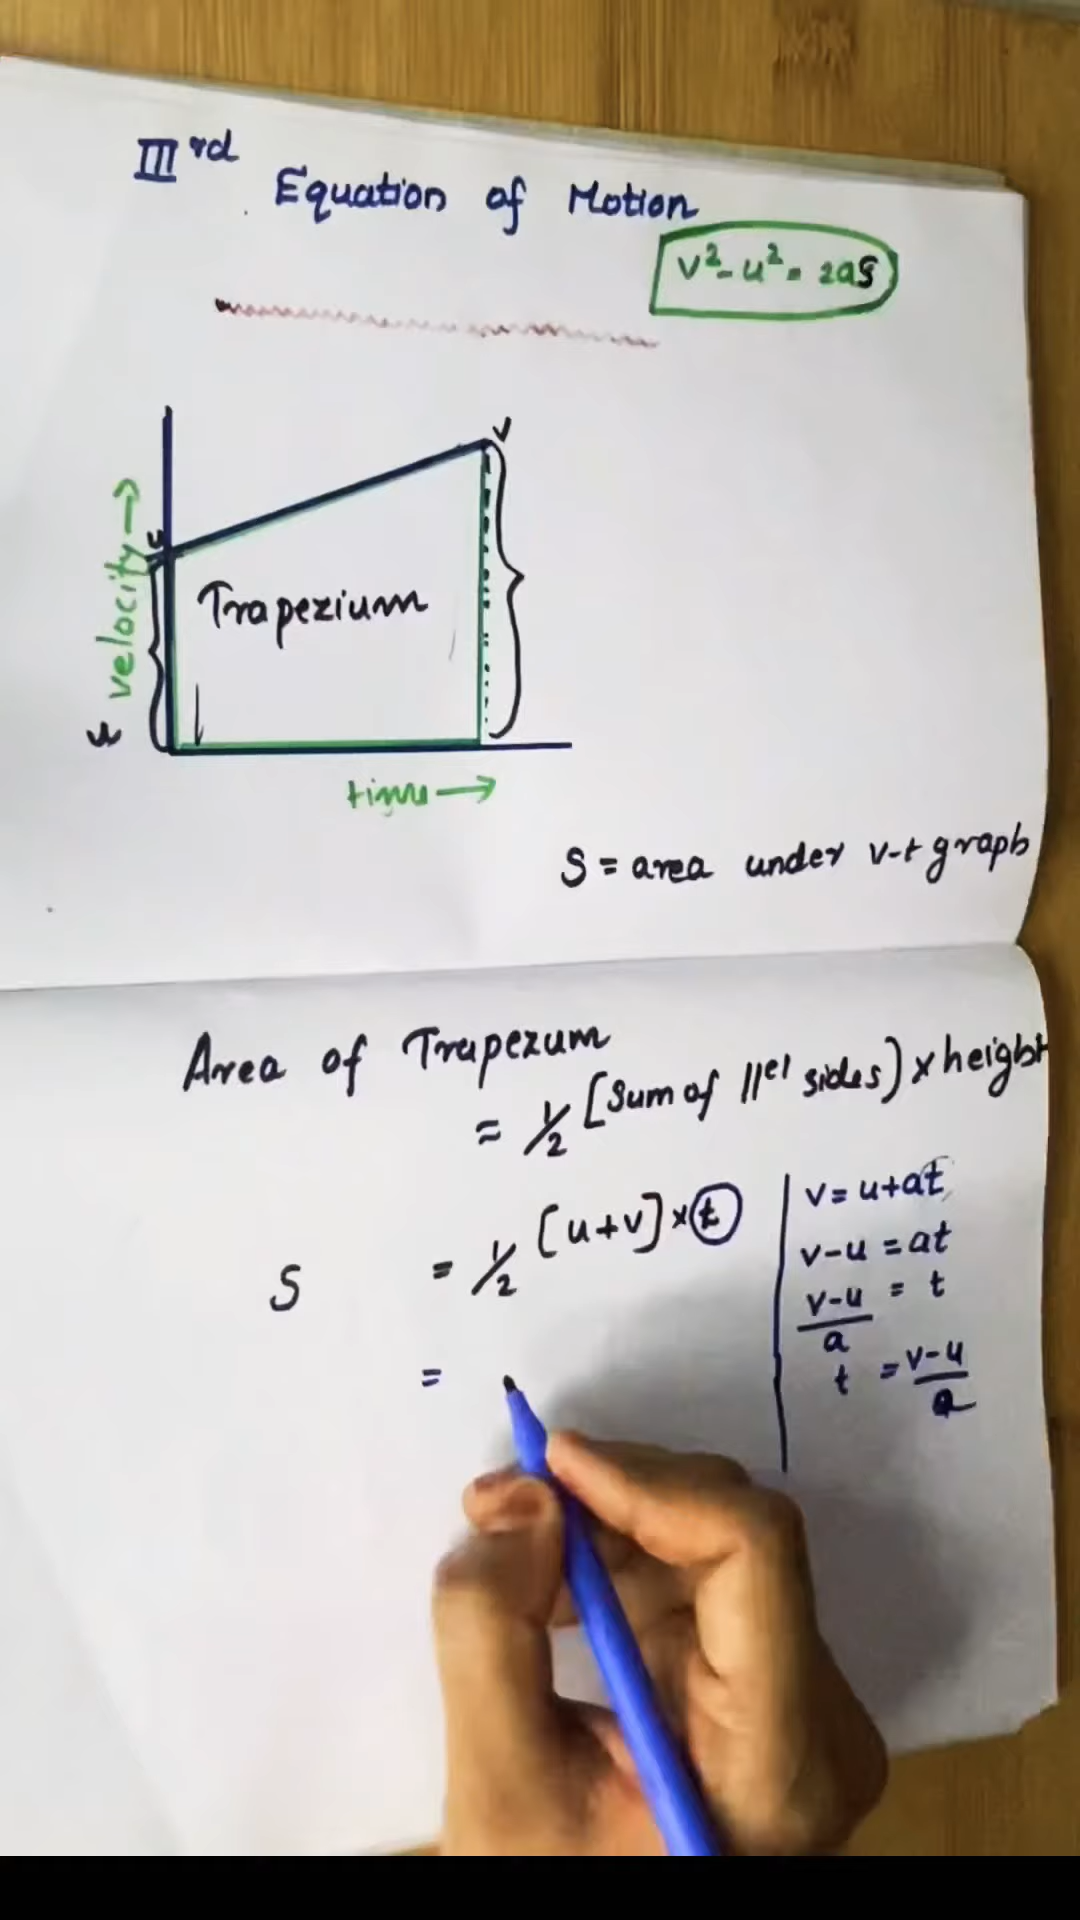 IIIrd Equation of Motion
v² - u² = 2as
v
u
velocity →
Trapezium
u
time →
S = area under v-t graph
Area of Trapezum
= 1/2 [Sum of ||el sides) × height
S = 1/2 [u+v] × t
=
v = u+at
v-u = at
v-u/a = t
t = v-u/a